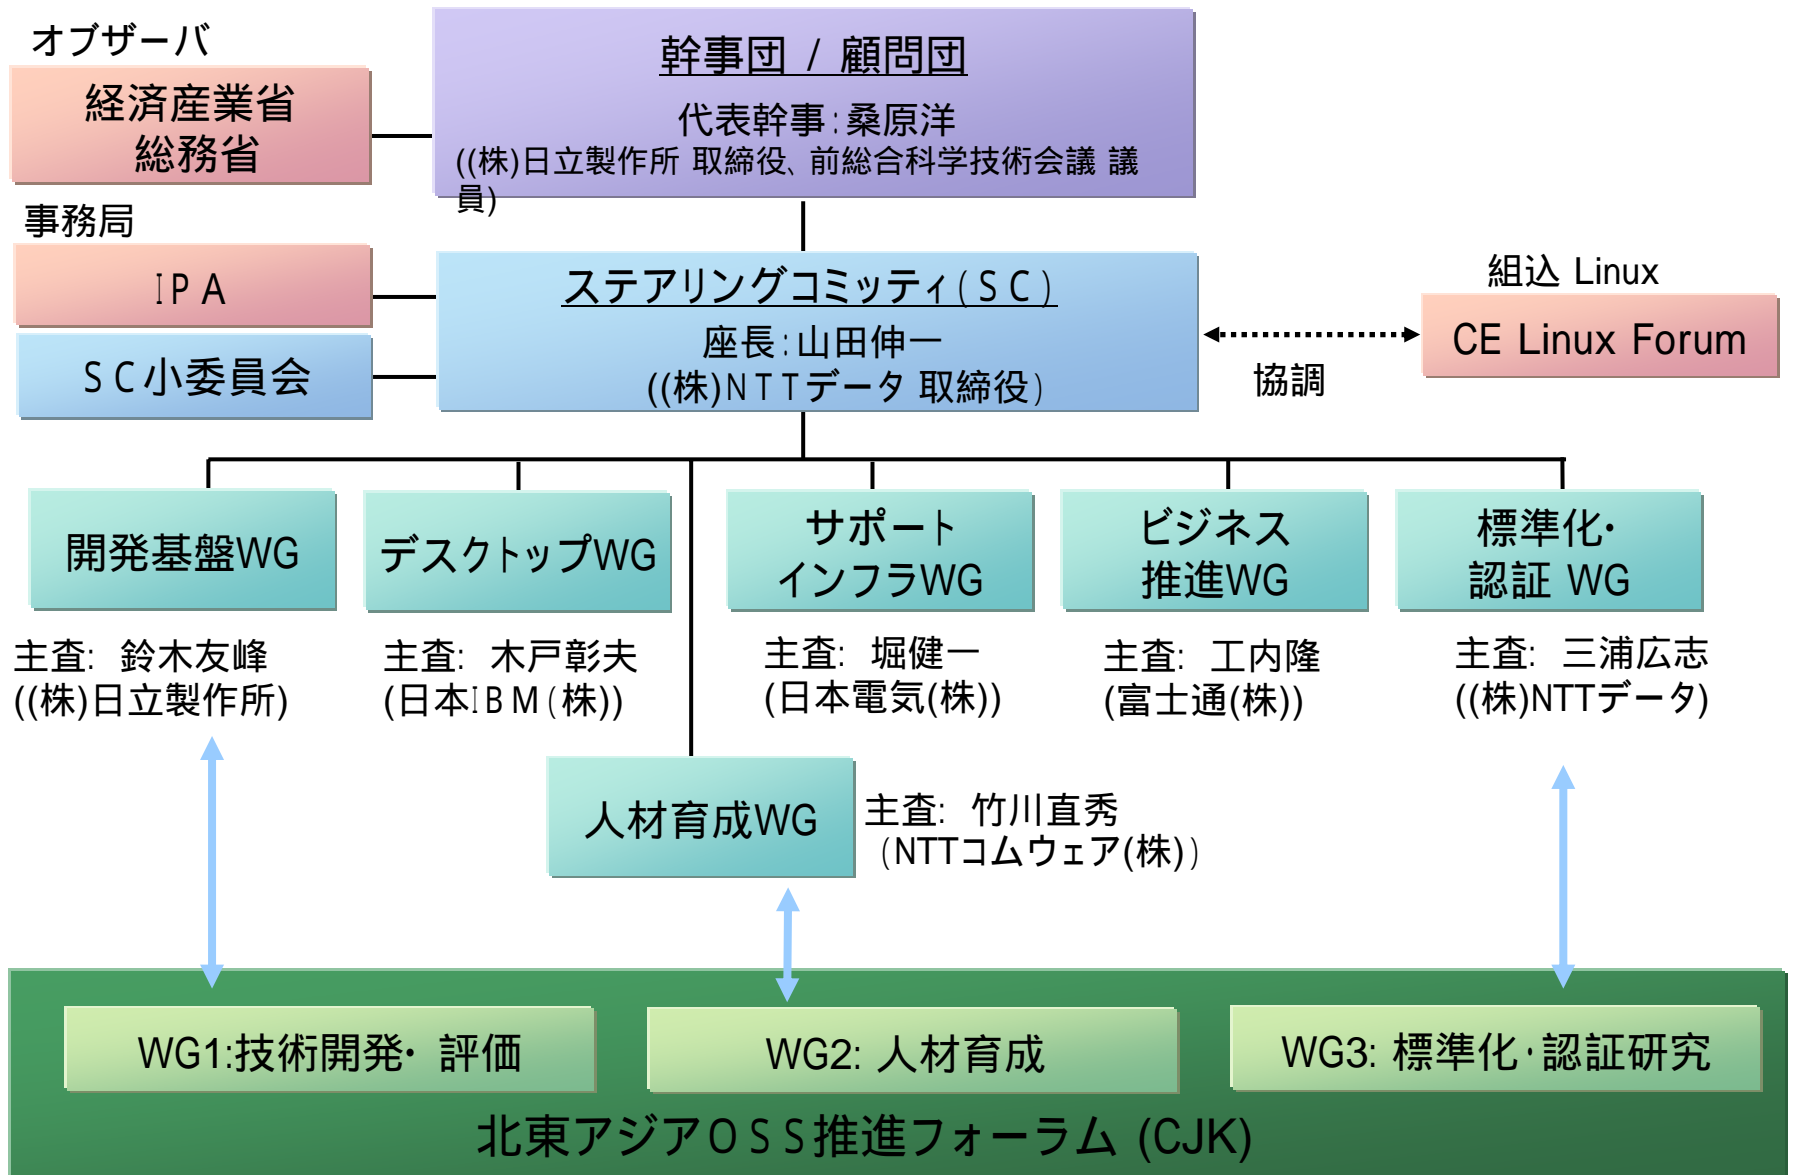 オブザーバ
経済産業省
総務省
幹事団 / 顧問団
代表幹事:桑原洋
((株)日立製作所 取締役、前総合科学技術会議 議
員)
事務局
IPA
SC小委員会
ステアリングコミッティ(SC)
座長:山田伸一
((株)NTTデータ 取締役)
組込 Linux
CE Linux Forum
協調
開発基盤WG
主査: 鈴木友峰
((株)日立製作所)
デスクトップWG
主査: 木戸彰夫
(日本IBM(株))
サポート
インフラWG
主査: 堀健一
(日本電気(株))
ビジネス
推進WG
主査: 工内隆
(富士通(株))
標準化・
認証 WG
主査: 三浦広志
((株)NTTデータ)
人材育成WG
主査: 竹川直秀
(NTTコムウェア(株))
WG1:技術開発・ 評価
WG2: 人材育成
WG3: 標準化・認証研究
北東アジアOSS推進フォーラム (CJK)